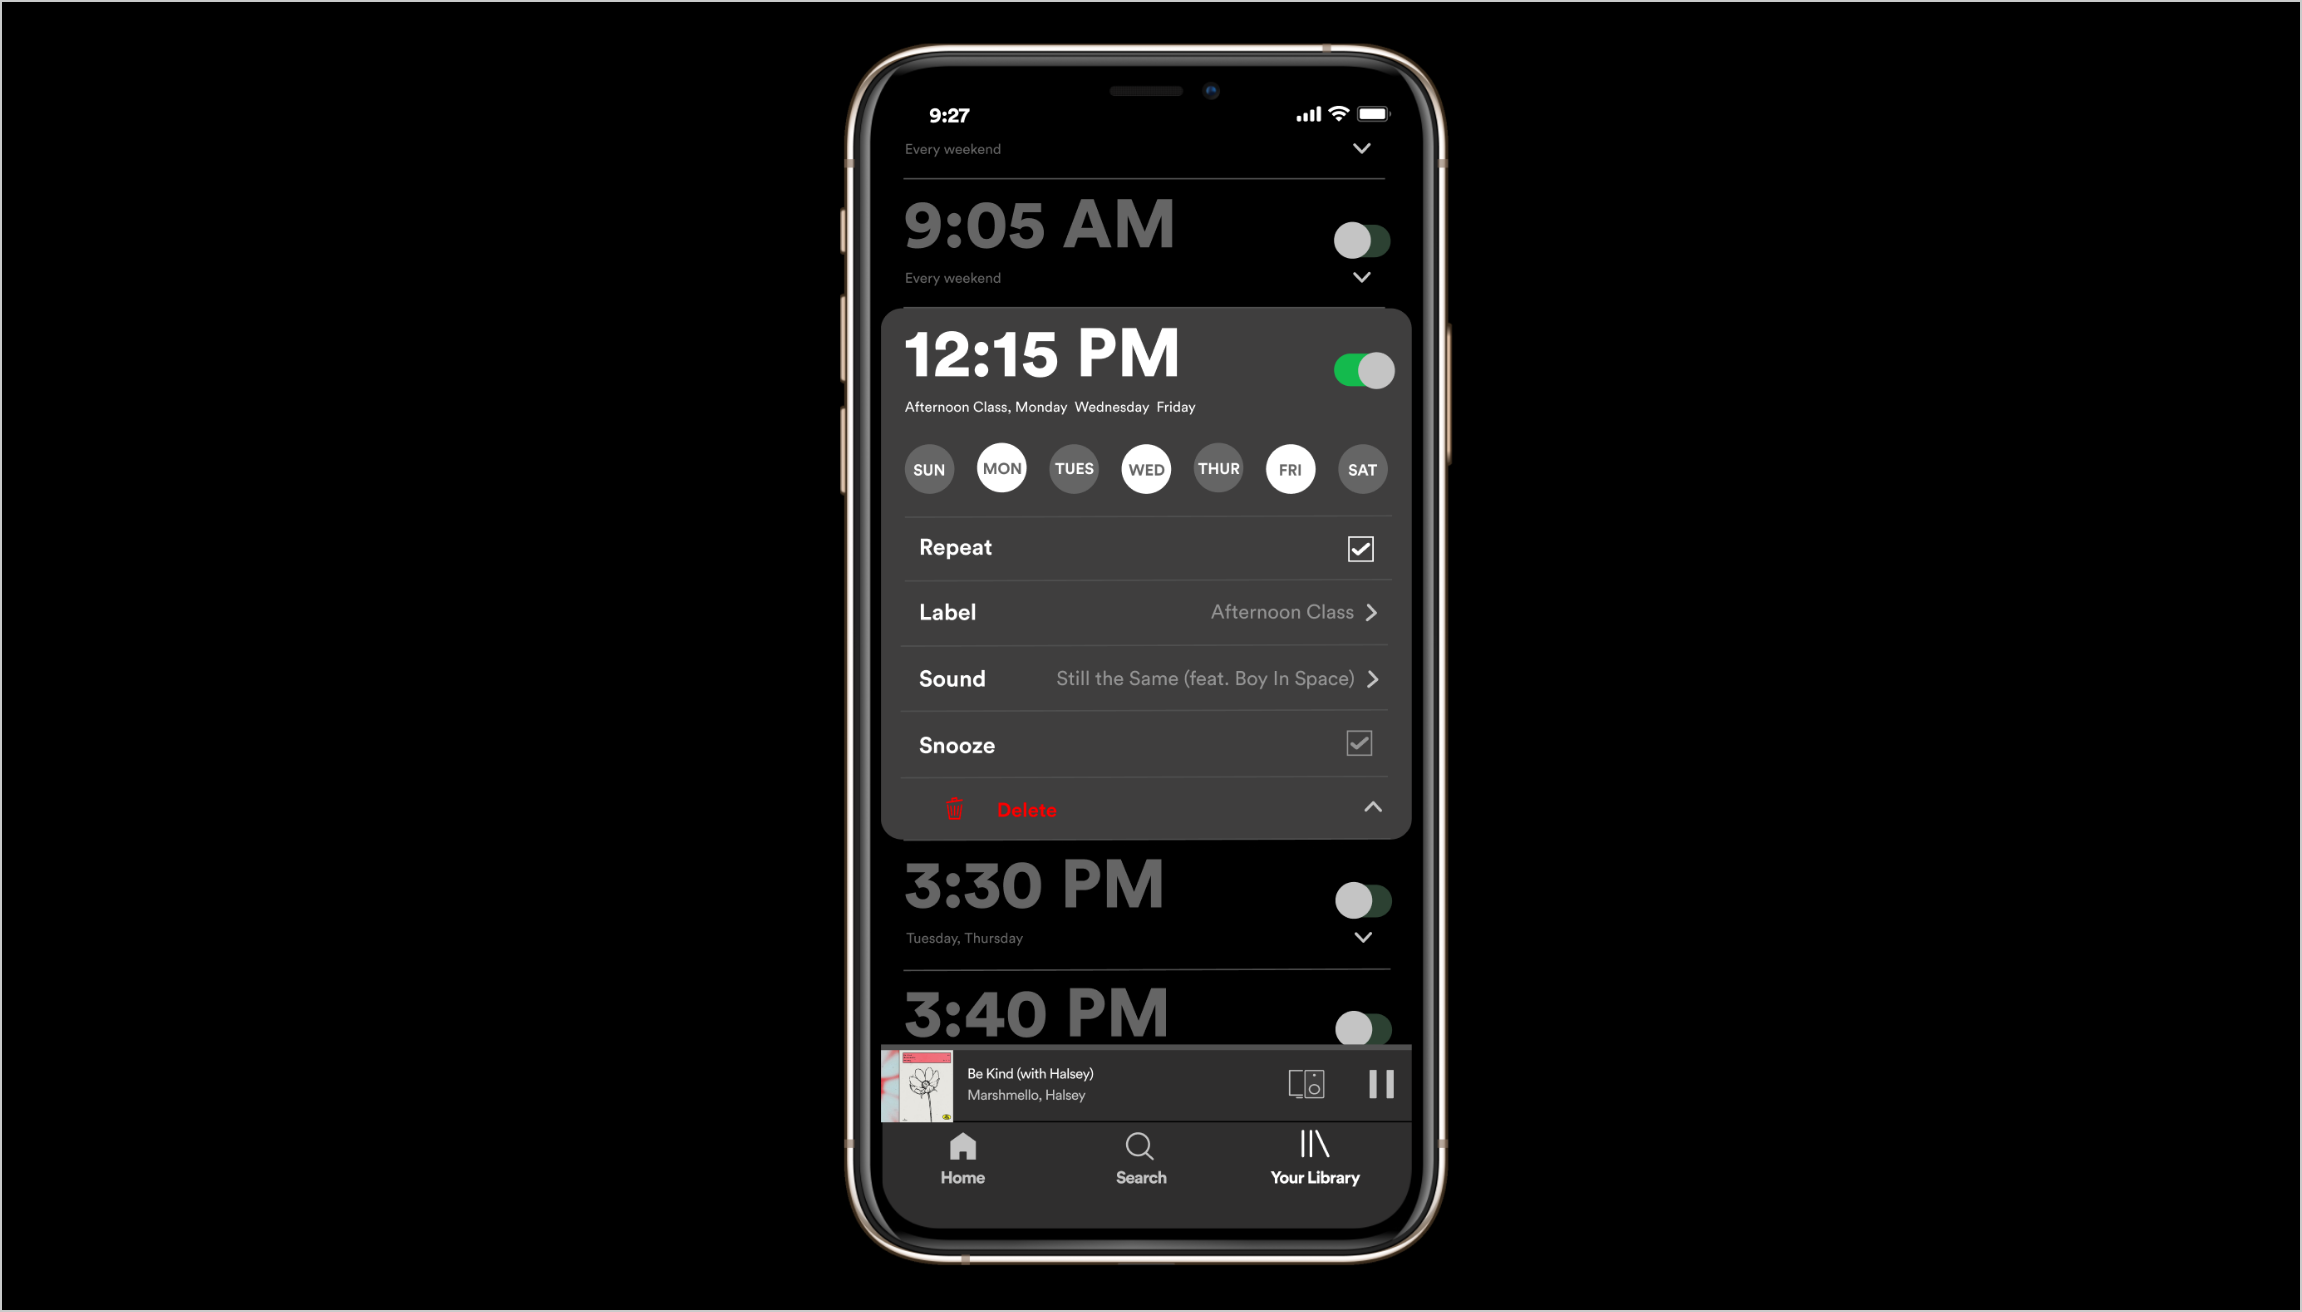 9:27
Every weekend
9:05 AM
Every weekend
12:15 PM
Afternoon Class, Monday Wednesday Friday
SUN MON TUES WED THUR FRI SAT
Repeat
Label Afternoon Class
Sound Still the Same (feat. Boy In Space)
Snooze
Delete
3:30 PM
Tuesday, Thursday
3:40 PM
Be Kind (with Halsey)
Marshmello, Halsey
Home Search Your Library